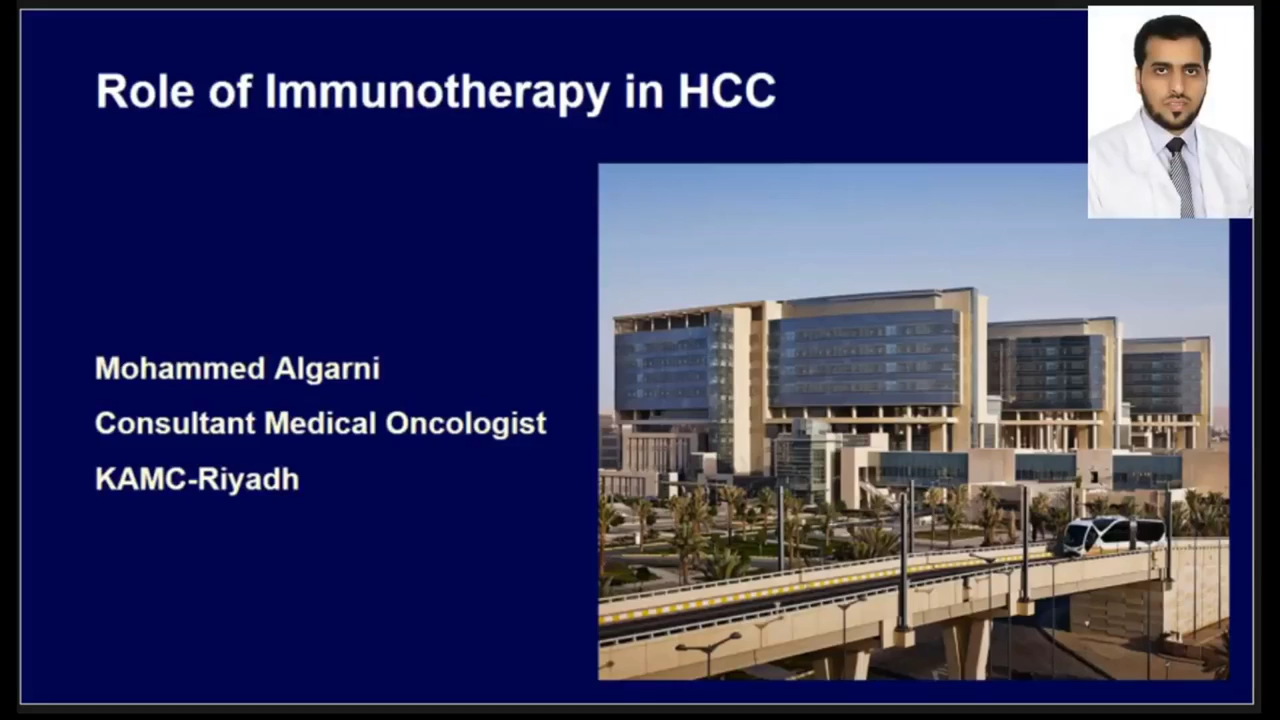 Role of Immunotherapy in HCC
Mohammed Algarni
Consultant Medical Oncologist
KAMC-Riyadh